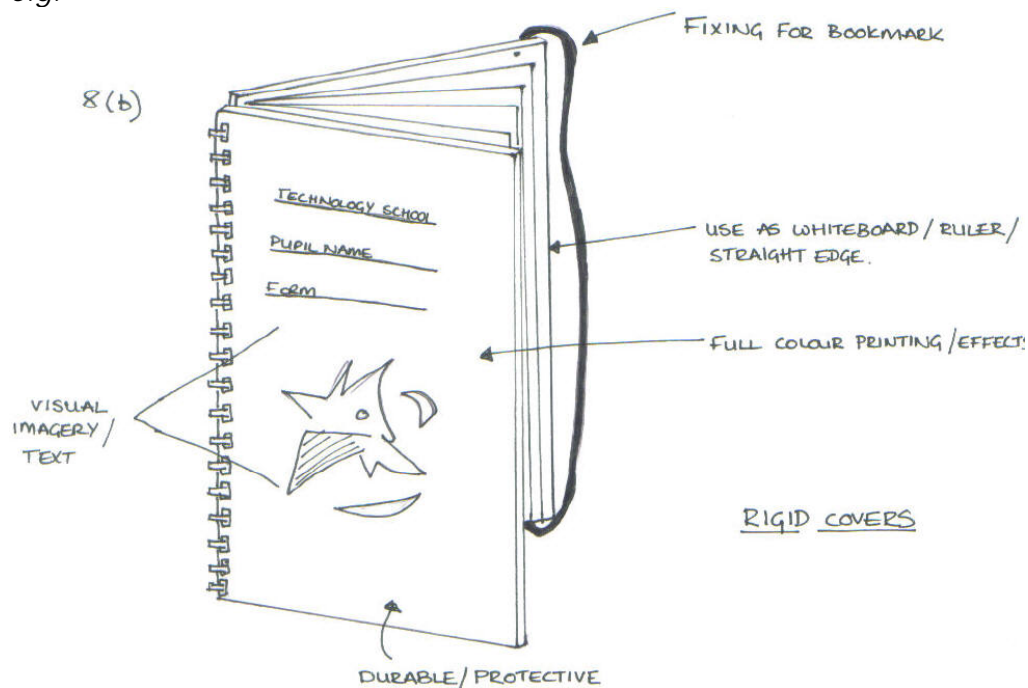 e.g.
FIXING FOR BOOKMARK
8(b)
TECHNOLOGY SCHOOL
PUPIL NAME
FORM
USE AS WHITEBOARD/RULER/
STRAIGHT EDGE.
FULL COLOUR PRINTING/EFFECTS
VISUAL
IMAGERY/
TEXT
RIGID COVERS
DURABLE/PROTECTIVE